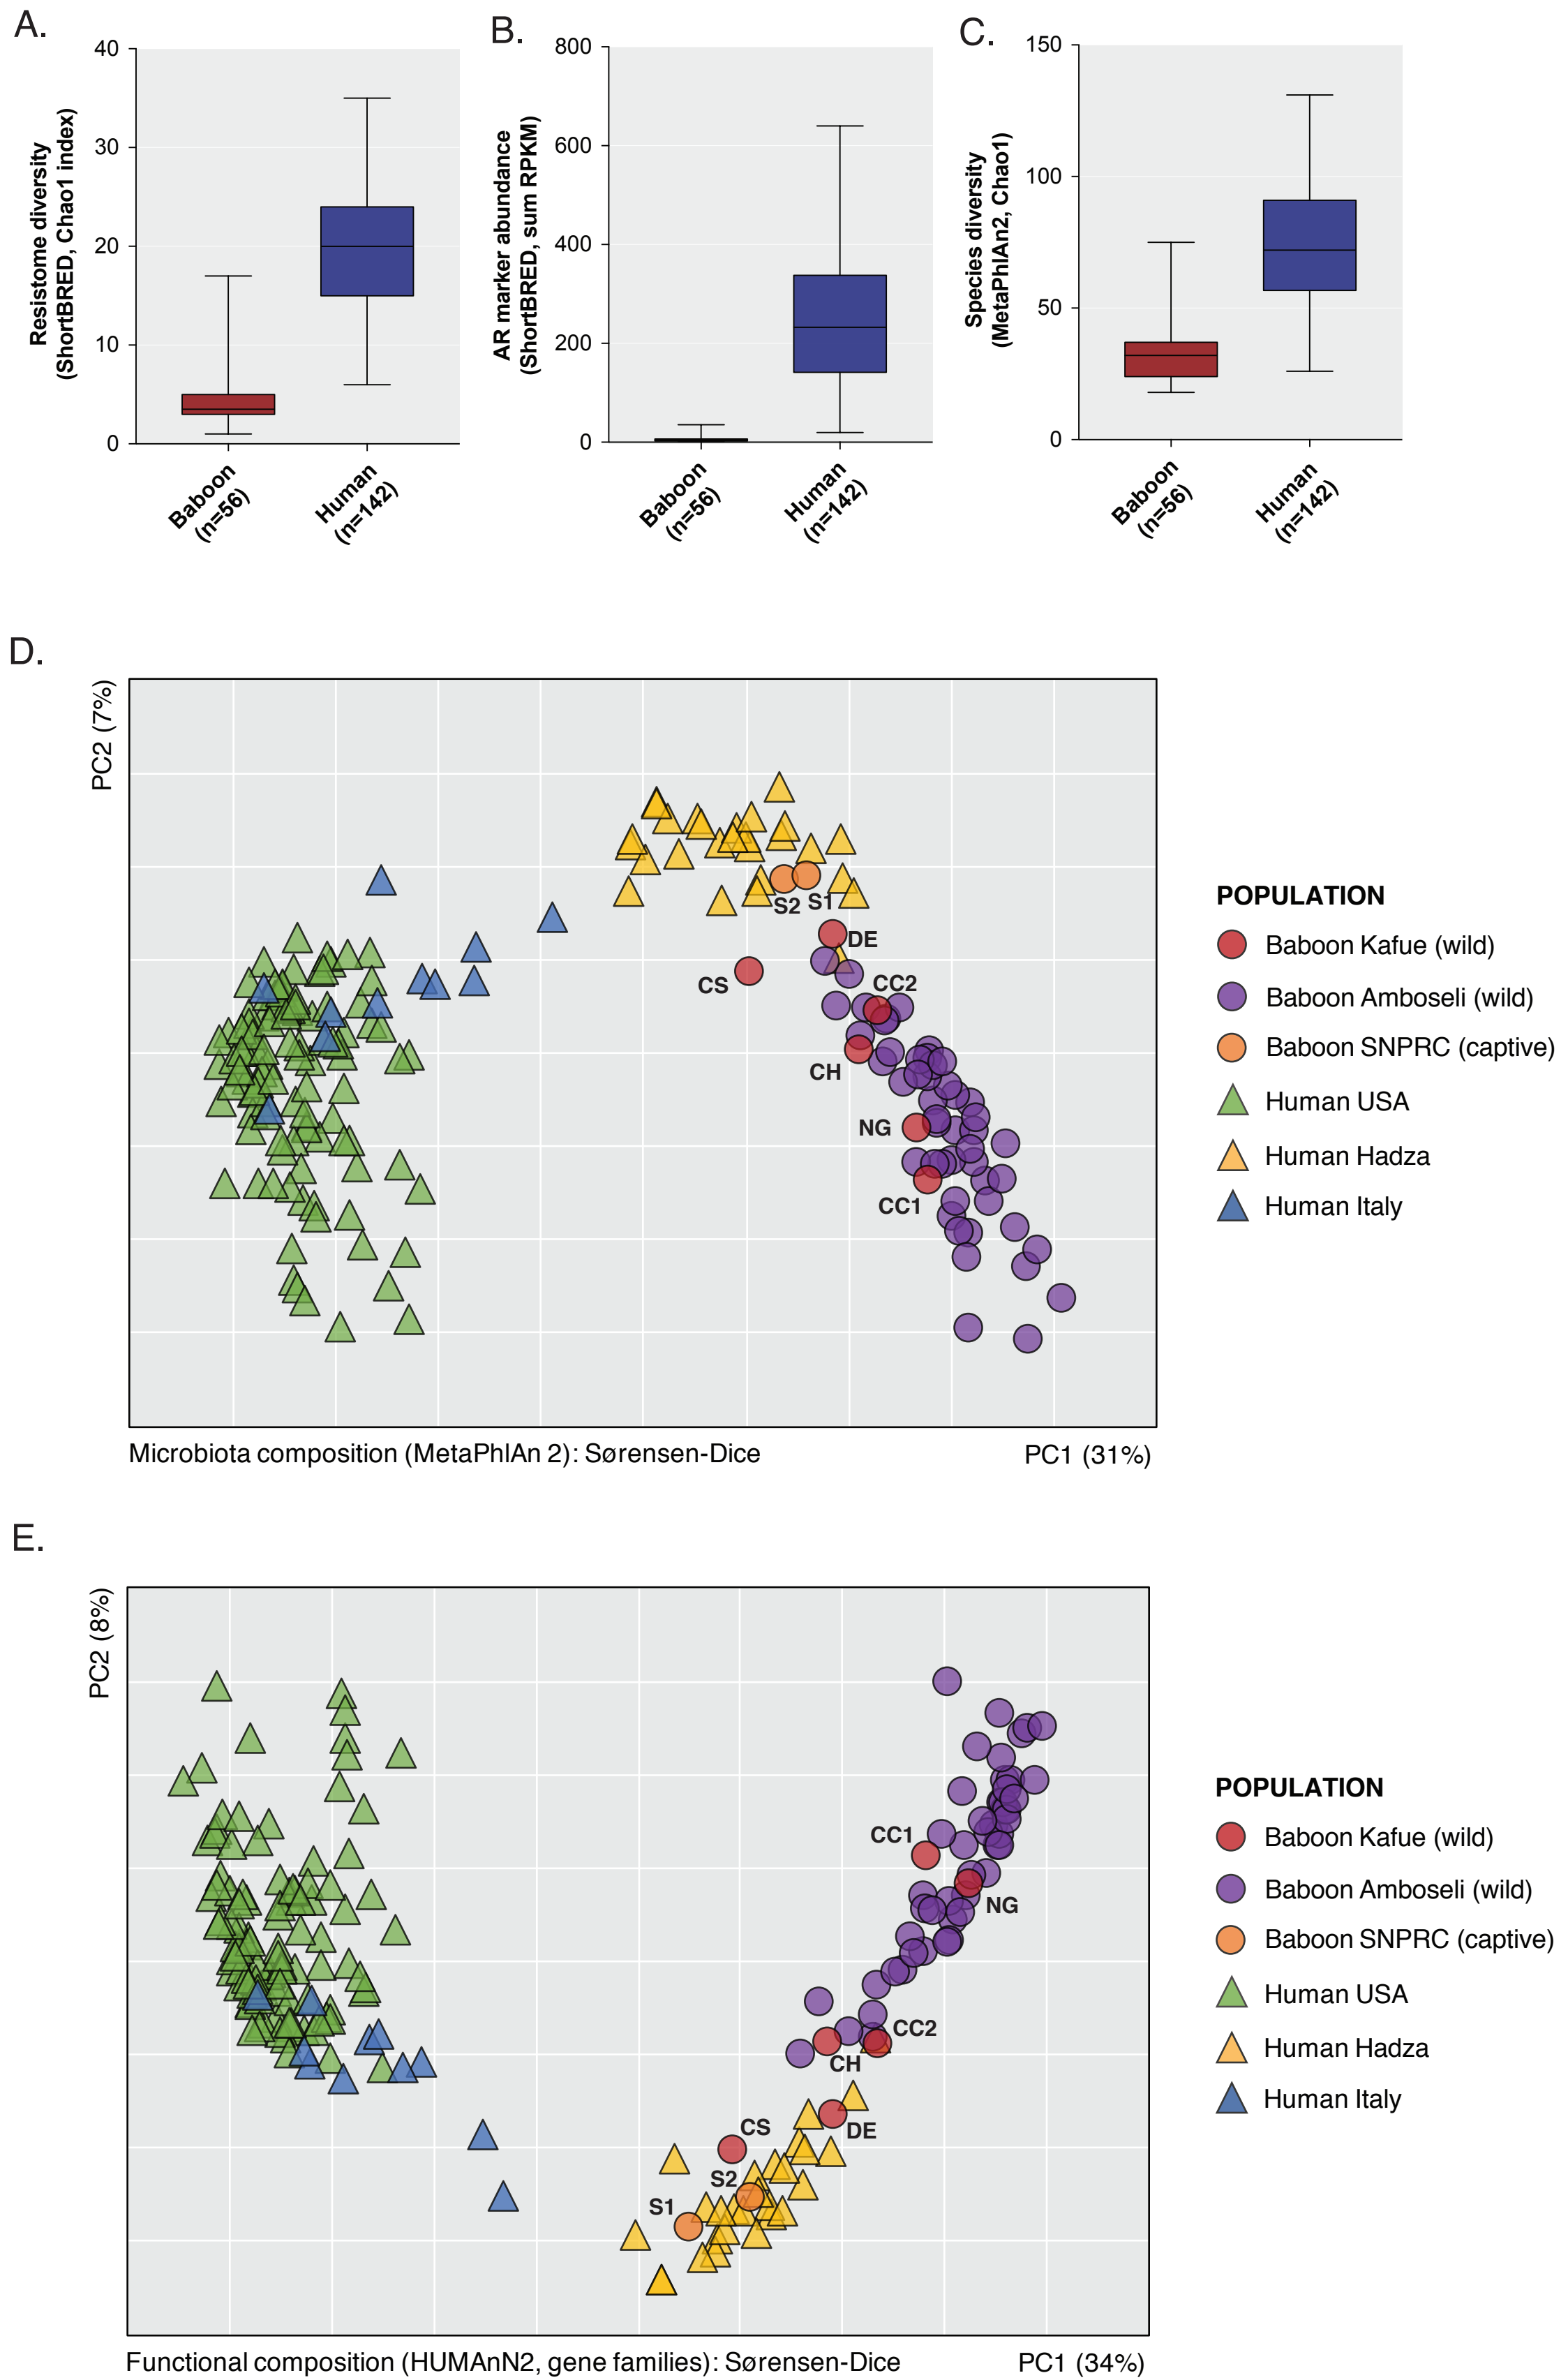 A.
Resistome diversity
(ShortBRED, Chao1 index)
40
30
20
10
0
Baboon
(n=56)
Human
(n=142)
B.
AR marker abundance
(ShortBRED, sum RPKM)
800
600
400
200
0
Baboon
(n=56)
Human
(n=142)
C.
Species diversity
(MetaPhlAn2, Chao1)
150
100
50
0
Baboon
(n=56)
Human
(n=142)
D.
PC2 (7%)
S2 S1
DE
CS
CC2
CH
NG
CC1
POPULATION
Baboon Kafue (wild)
Baboon Amboseli (wild)
Baboon SNPRC (captive)
Human USA
Human Hadza
Human Italy
Microbiota composition (MetaPhlAn 2): Sørensen-Dice
PC1 (31%)
E.
PC2 (8%)
CC1
NG
CC2
CH
DE
CS
S2
S1
POPULATION
Baboon Kafue (wild)
Baboon Amboseli (wild)
Baboon SNPRC (captive)
Human USA
Human Hadza
Human Italy
Functional composition (HUMAnN2, gene families): Sørensen-Dice
PC1 (34%)